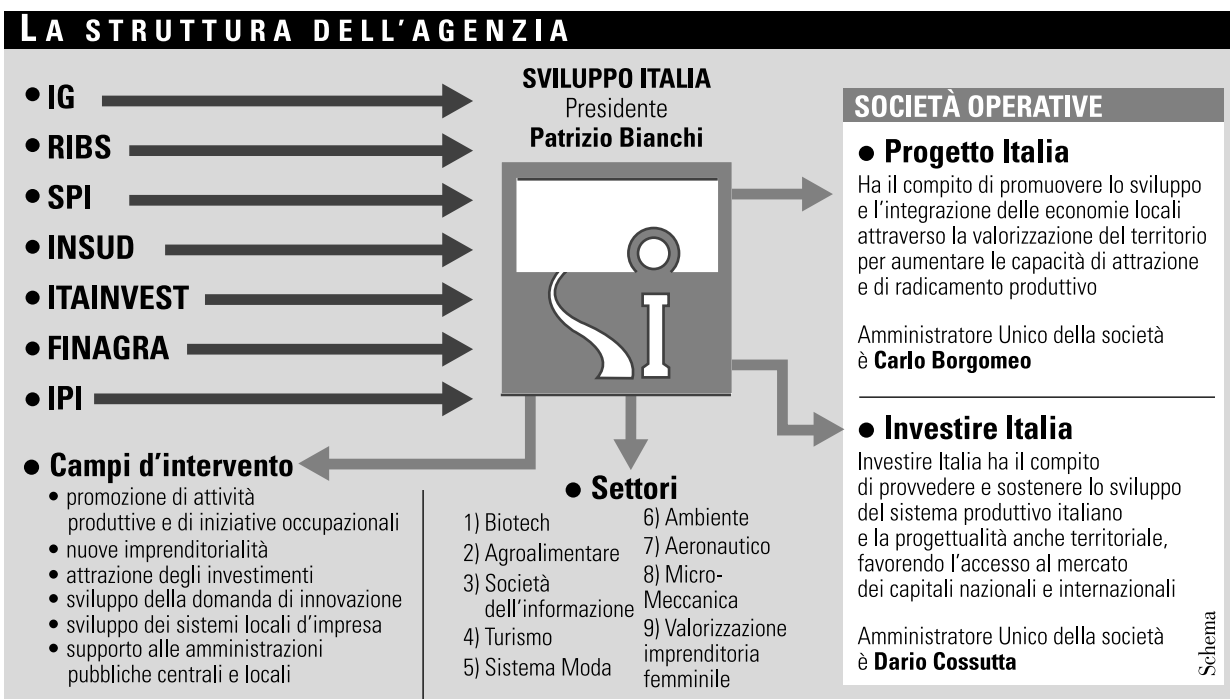 LA STRUTTURA DELL'AGENZIA
• IG
• RIBS
• SPI
• INSUD
• ITAINVEST
• FINAGRA
• IPI
SVILUPPO ITALIA
Presidente
Patrizio Bianchi
SI
• Campi d'intervento
• promozione di attività
produttive e di iniziative occupazionali
• nuove imprenditorialità
• attrazione degli investimenti
• sviluppo della domanda di innovazione
• sviluppo dei sistemi locali d'impresa
• supporto alle amministrazioni
pubbliche centrali e locali
• Settori
1) Biotech
2) Agroalimentare
3) Società
dell'informazione
4) Turismo
5) Sistema Moda
6) Ambiente
7) Aeronautico
8) Micro-
Meccanica
9) Valorizzazione
imprenditoria
femminile
SOCIETÀ OPERATIVE
• Progetto Italia
Ha il compito di promuovere lo sviluppo
e l'integrazione delle economie locali
attraverso la valorizzazione del territorio
per aumentare le capacità di attrazione
e di radicamento produttivo
Amministratore Unico della società
è Carlo Borgomeo
• Investire Italia
Investire Italia ha il compito
di provvedere e sostenere lo sviluppo
del sistema produttivo italiano
e la progettualità anche territoriale,
favorendo l'accesso al mercato
dei capitali nazionali e internazionali
Amministratore Unico della società
è Dario Cossutta
Schema